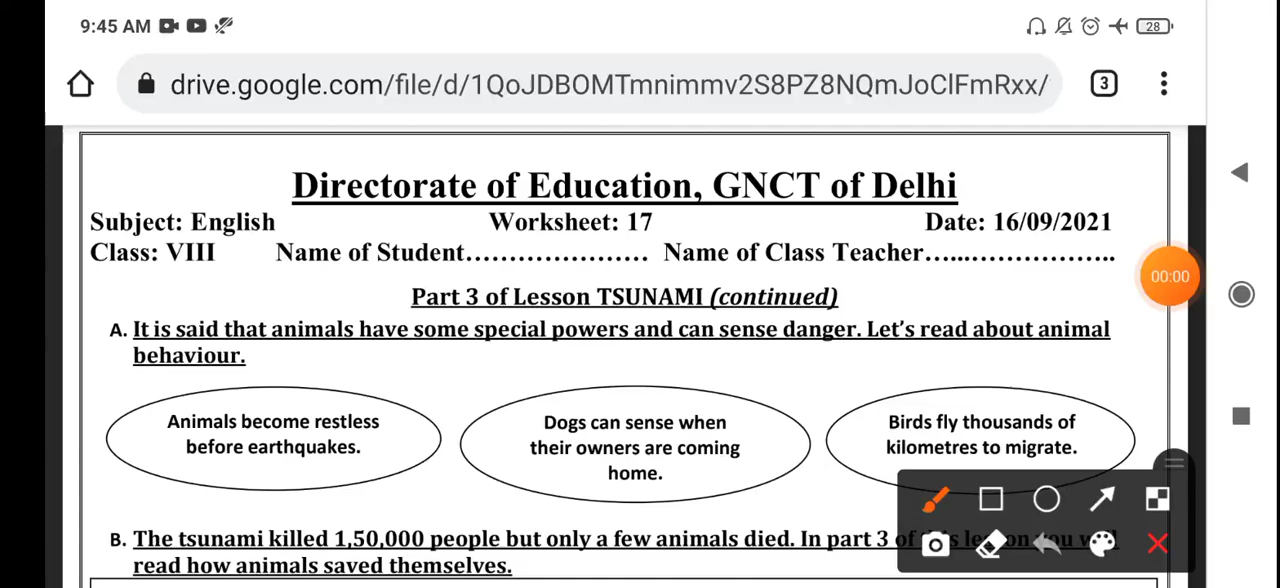 9:45 AM
28
drive.google.com/file/d/1QoJDBOMTmnimmv2S8PZ8NQmJoClFmRxx/
3
Directorate of Education, GNCT of Delhi
Subject: English Worksheet: 17 Date: 16/09/2021
Class: VIII Name of Student………………… Name of Class Teacher…...……………..
00:00
Part 3 of Lesson TSUNAMI (continued)
A. It is said that animals have some special powers and can sense danger. Let's read about animal
behaviour.
Animals become restless
before earthquakes.
Dogs can sense when
their owners are coming
home.
Birds fly thousands of
kilometres to migrate.
B. The tsunami killed 1,50,000 people but only a few animals died. In part 3 of this lesson you will
read how animals saved themselves.